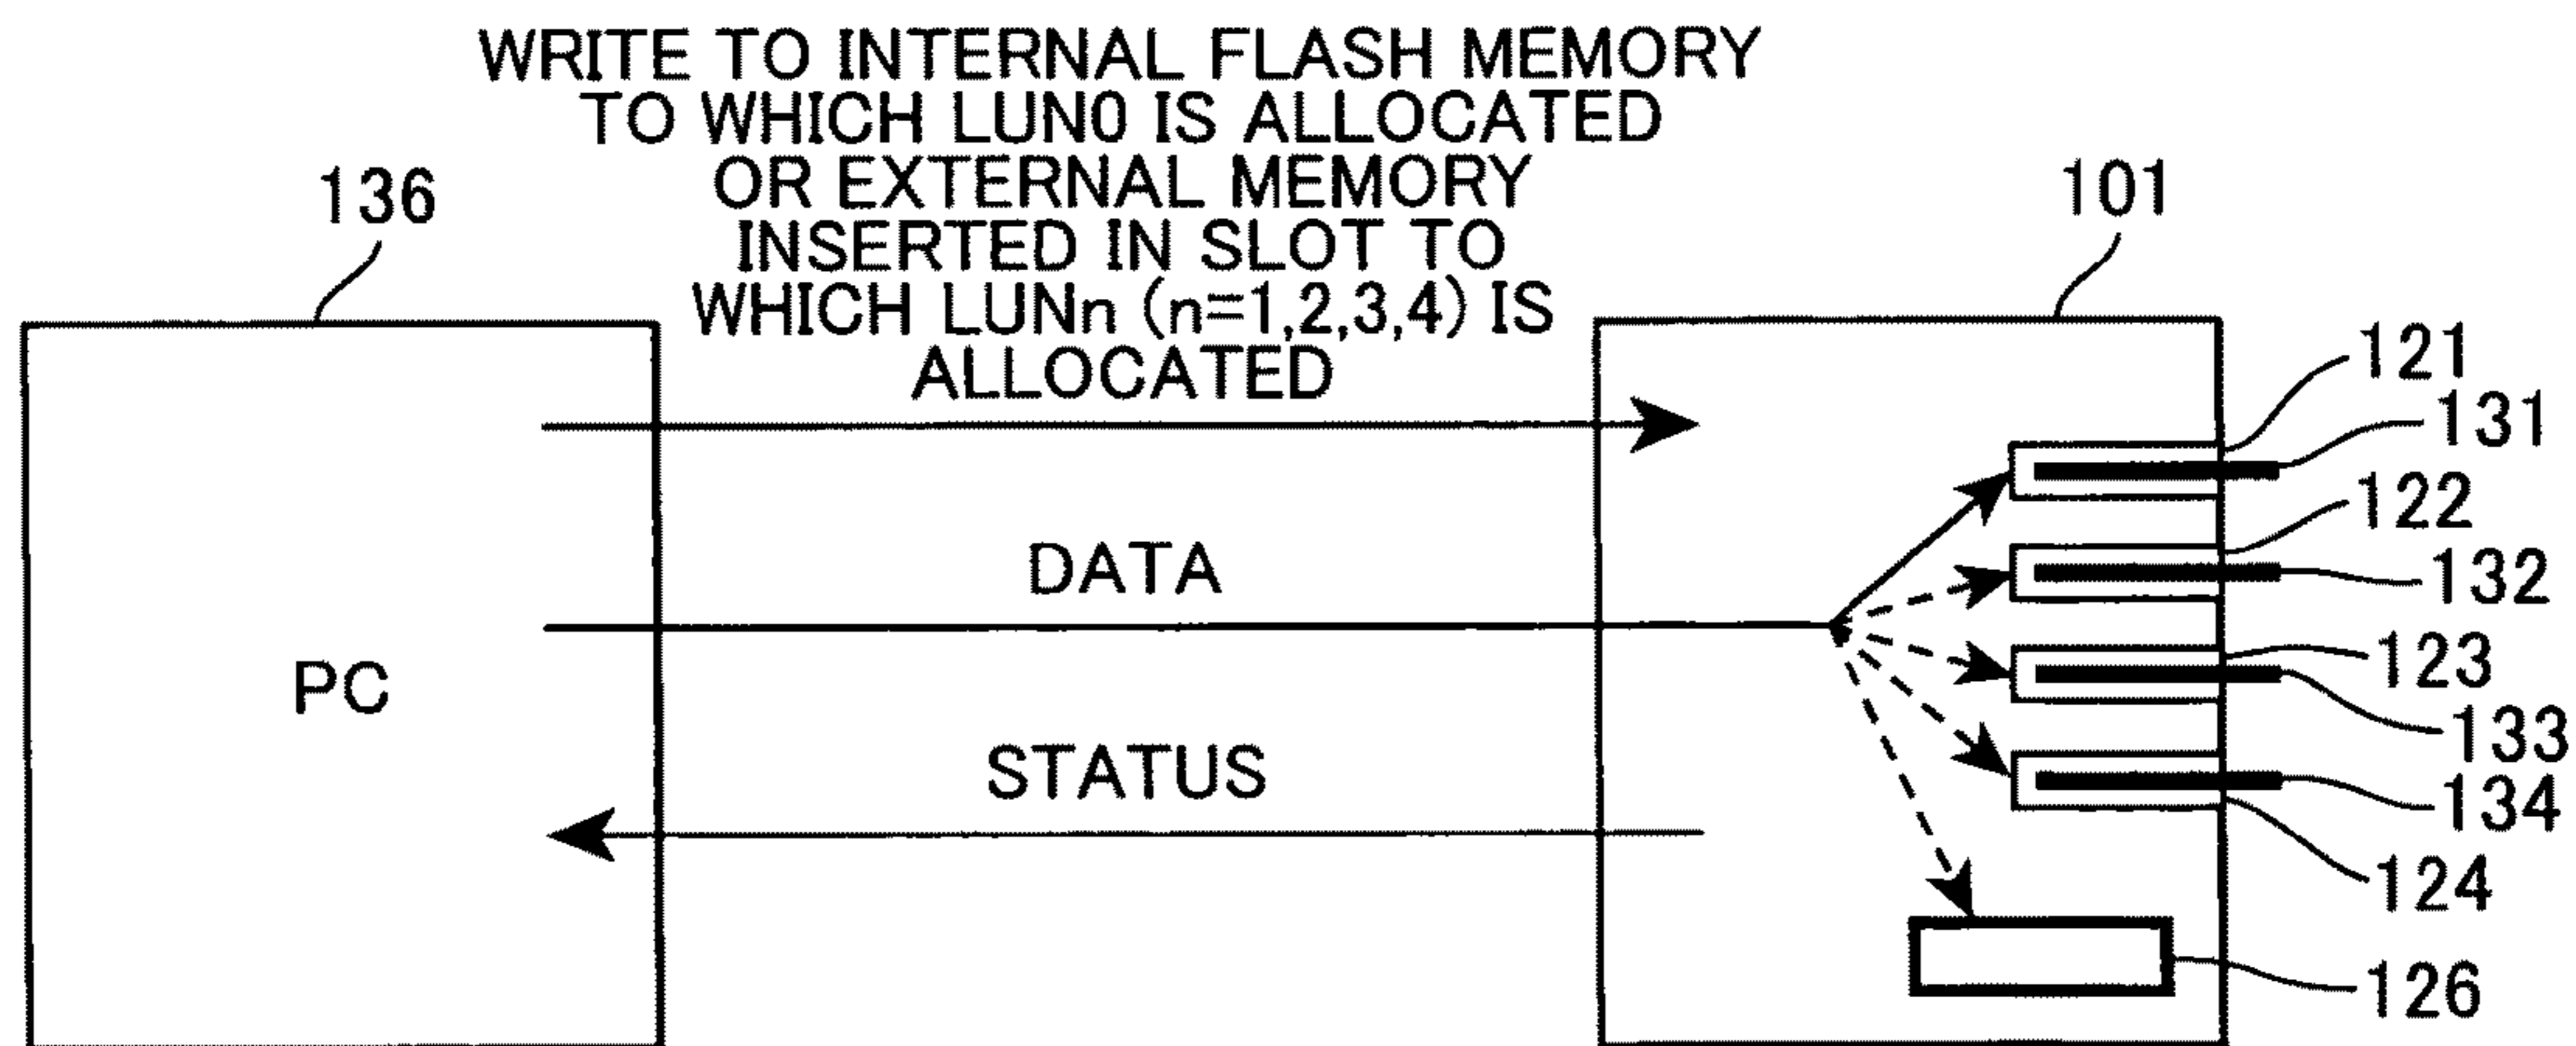 WRITE TO INTERNAL FLASH MEMORY
TO WHICH LUN0 IS ALLOCATED
OR EXTERNAL MEMORY
INSERTED IN SLOT TO
WHICH LUNn (n=1,2,3,4) IS
ALLOCATED
136
101
121
131
122
DATA
132
123
PC
133
STATUS
134
124
126